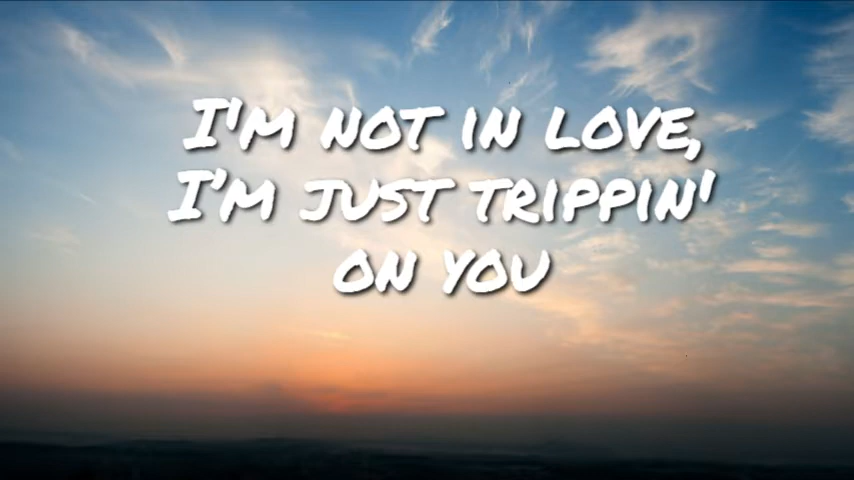 I'M NOT IN LOVE,
I'M JUST TRIPPIN'
ON YOU